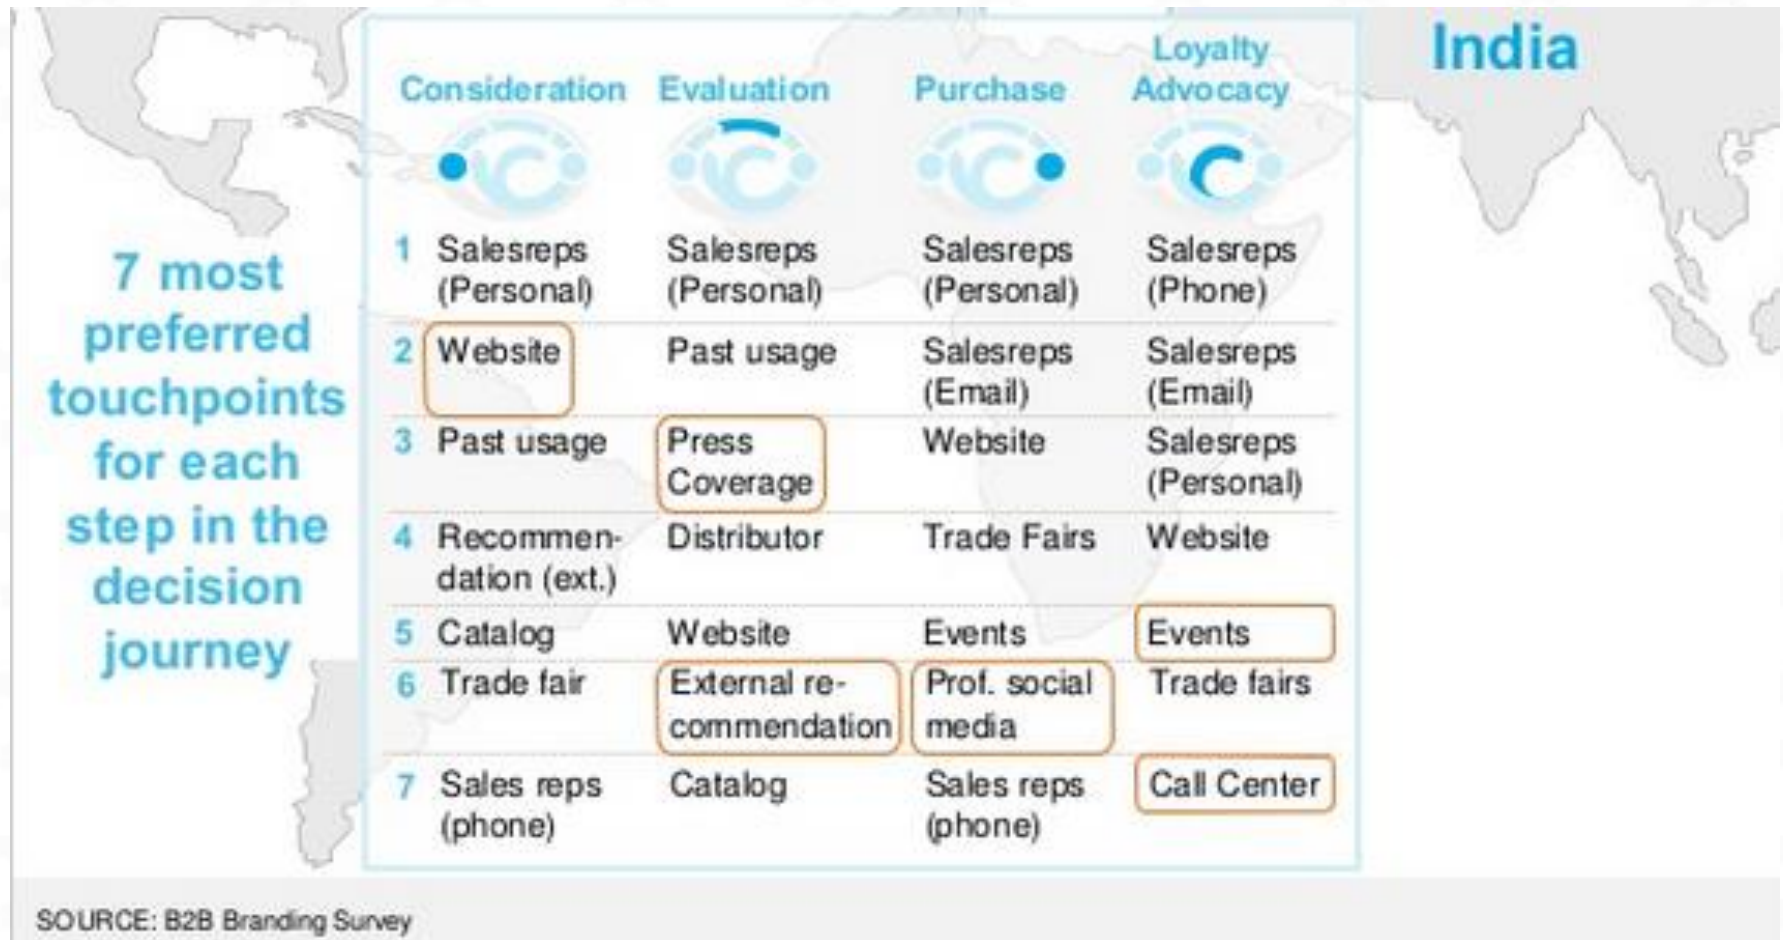 India
7 most
preferred
touchpoints
for each
step in the
decision
journey
Consideration Evaluation Purchase Loyalty
Advocacy
1 Salesreps Salesreps Salesreps Salesreps
(Personal) (Personal) (Personal) (Phone)
2 Website Past usage Salesreps Salesreps
(Email) (Email)
3 Past usage Press Website Salesreps
Coverage (Personal)
4 Recommen- Distributor Trade Fairs Website
dation (ext.)
5 Catalog Website Events Events
6 Trade fair External re- Prof. social Trade fairs
commendation media
7 Sales reps Catalog Sales reps Call Center
(phone) (phone)
SOURCE: B2B Branding Survey